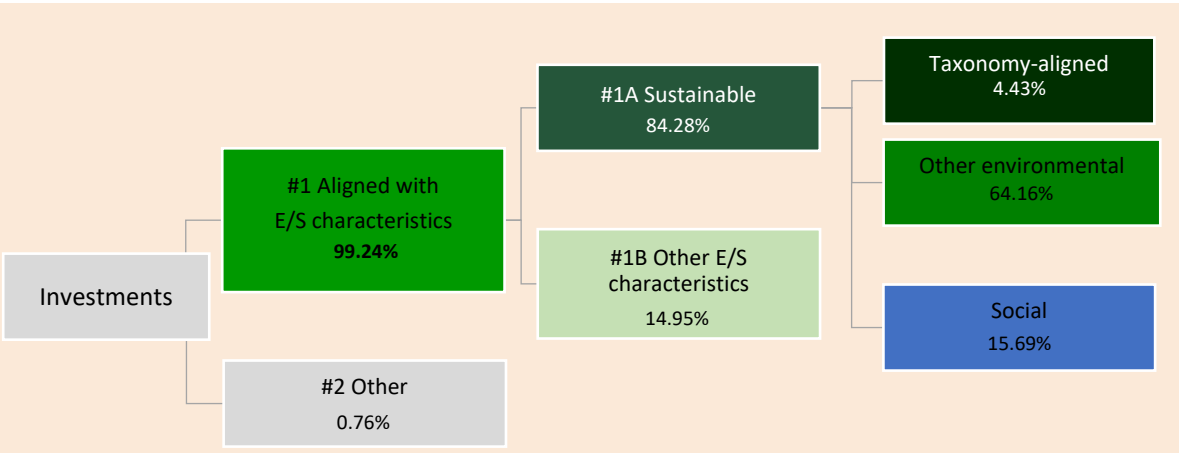 Investments
#1 Aligned with
E/S characteristics
99.24%
#2 Other
0.76%
#1A Sustainable
84.28%
#1B Other E/S
characteristics
14.95%
Taxonomy-aligned
4.43%
Other environmental
64.16%
Social
15.69%